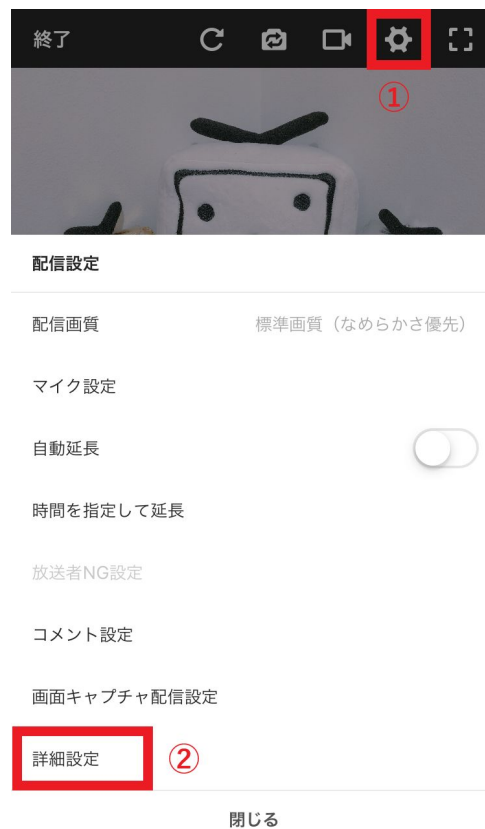 終了
①
配信設定
配信画質 標準画質（なめらかさ優先）
マイク設定
自動延長
時間を指定して延長
放送者NG設定
コメント設定
画面キャプチャ配信設定
詳細設定 ②
閉じる